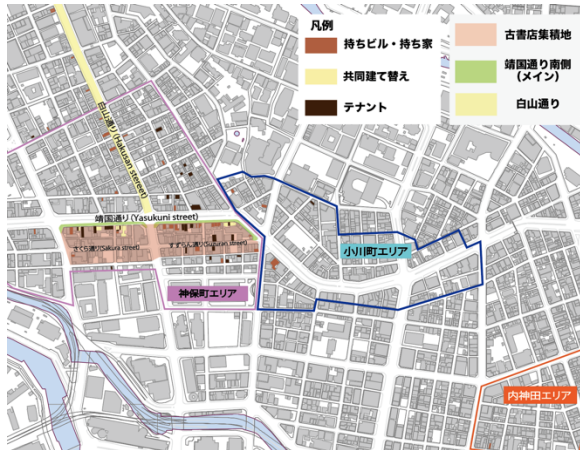 凡例
持ちビル・持ち家
共同建て替え
テナント
古書店集積地
靖国通り南側
(メイン)
白山通り
白山通り(Hakusan stereet)
靖国通り(Yasukuni street)
さくら通り(Sakura street)
すずらん通り(Suzuran street)
小川町エリア
神保町エリア
内神田エリア